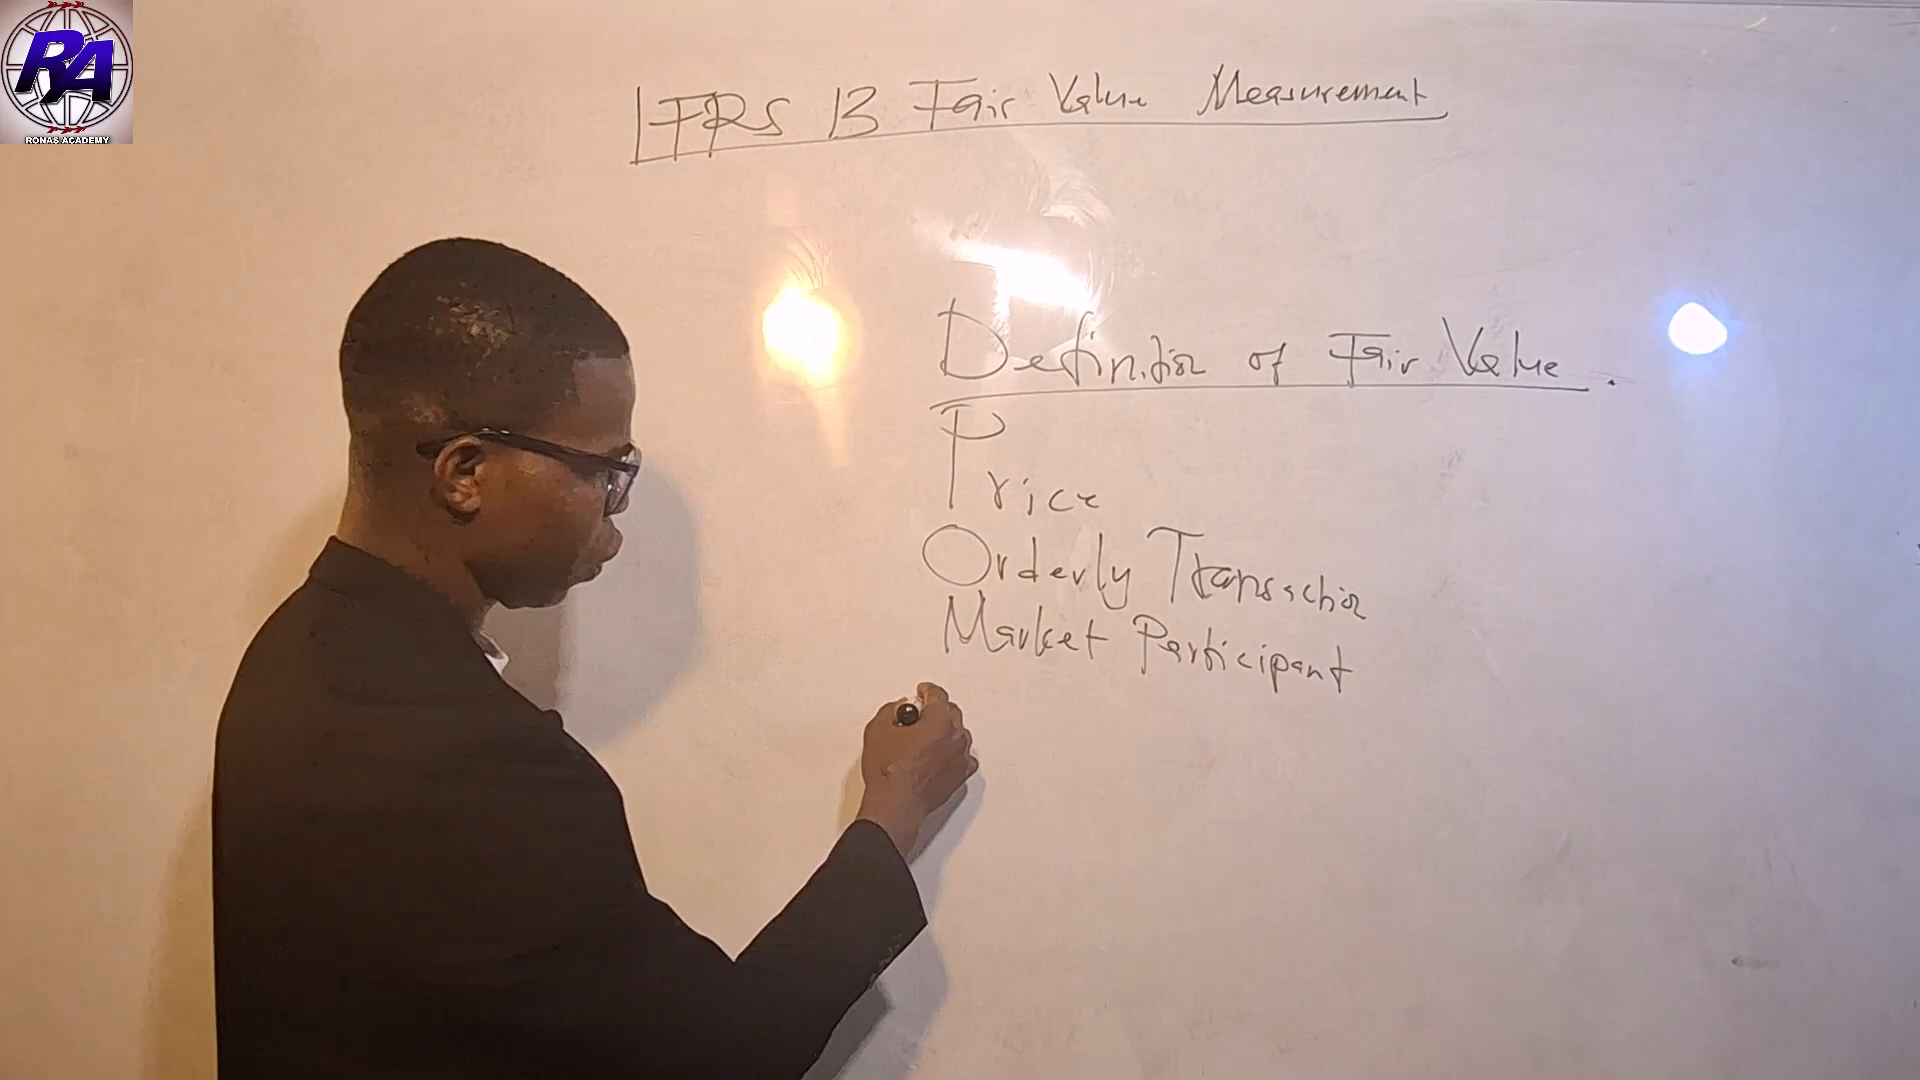 RA
RONAS ACADEMY
IFRS 13 Fair Value Measurement
Definition of Fair Value.
Price
Orderly Transaction
Market Participant